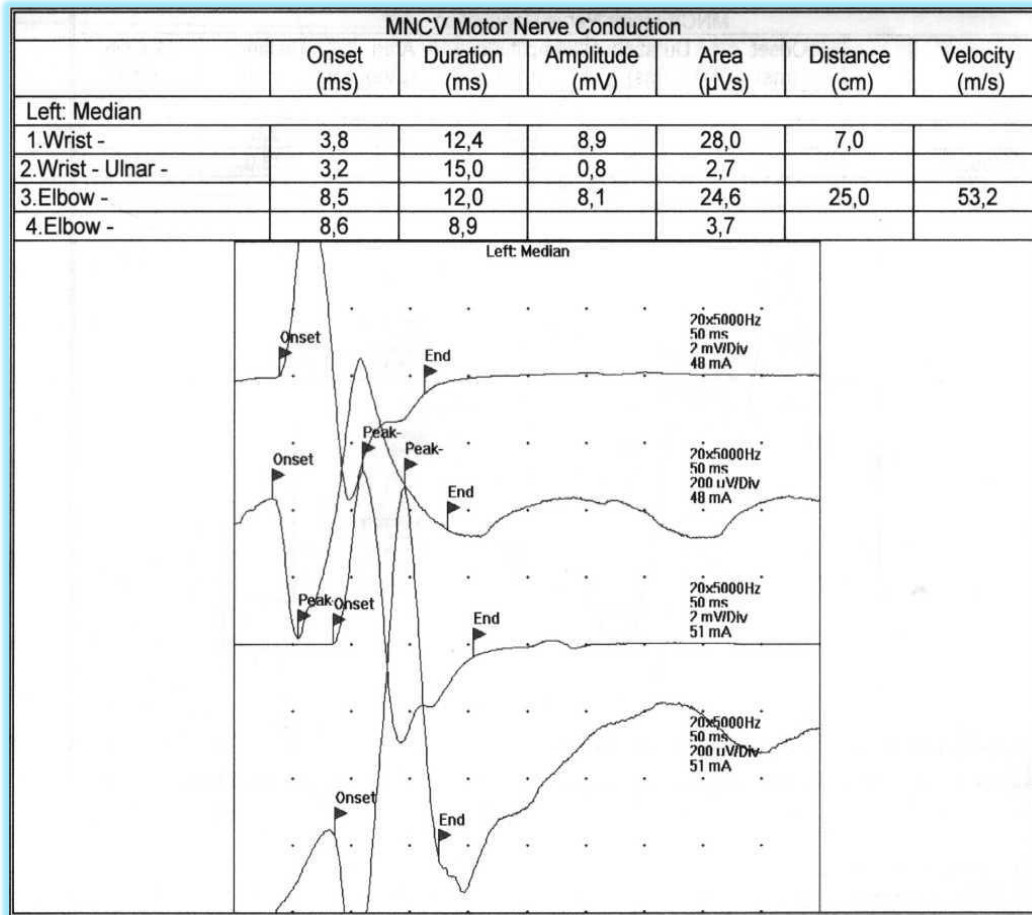 MNCV Motor Nerve Conduction
Onset (ms) Duration (ms) Amplitude (mV) Area (µVs) Distance (cm) Velocity (m/s)
Left: Median
1.Wrist - 3,8 12,4 8,9 28,0 7,0
2.Wrist - Ulnar - 3,2 15,0 0,8 2,7
3.Elbow - 8,5 12,0 8,1 24,6 25,0 53,2
4.Elbow - 8,6 8,9 3,7
Left: Median
Onset
End
20x5000Hz
50 ms
2 mV/Div
48 mA
Onset
Peak-
Peak-
End
20x5000Hz
50 ms
200 uV/Div
48 mA
Peak
Onset
End
20x5000Hz
50 ms
2 mV/Div
51 mA
Onset
End
20x5000Hz
50 ms
200 uV/Div
51 mA